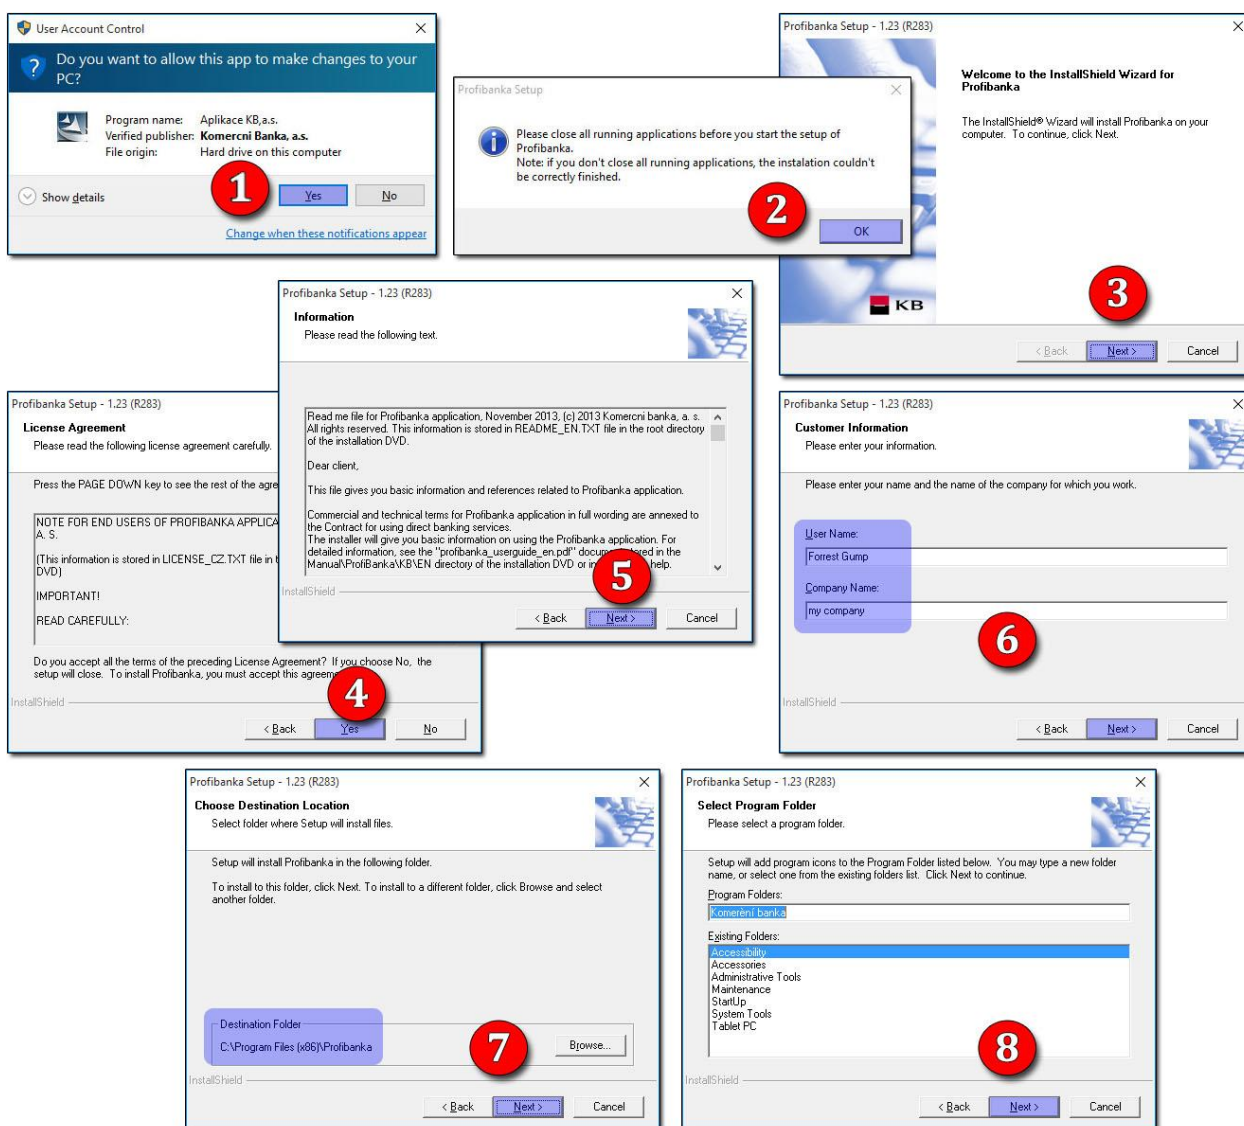 User Account Control
Do you want to allow this app to make changes to your
PC?
Program name: Aplikace KB,a.s.
Verified publisher: Komercni Banka, a.s.
File origin: Hard drive on this computer
1
Show details
Yes
No
Change when these notifications appear
Profibanka Setup
Please close all running applications before you start the setup of
Profibanka.
Note: if you don't close all running applications, the instalation couldn't
be correctly finished.
2
OK
Profibanka Setup - 1.23 (R283)
Welcome to the InstallShield Wizard for
Profibanka
The InstallShield® Wizard will install Profibanka on your
computer. To continue, click Next.
KB
3
< Back
Next >
Cancel
Profibanka Setup - 1.23 (R283)
License Agreement
Please read the following license agreement carefully.
Press the PAGE DOWN key to see the rest of the agre
NOTE FOR END USERS OF PROFIBANKA APPLICA
A. S.
(This information is stored in LICENSE_CZ.TXT file in t
DVD)
IMPORTANT!
READ CAREFULLY:
Do you accept all the terms of the preceding License Agreement? If you choose No, the
setup will close. To install Profibanka, you must accept this agreem
4
InstallShield
< Back
Yes
No
Profibanka Setup - 1.23 (R283)
Information
Please read the following text.
Read me file for Profibanka application, November 2013, (c) 2013 Komercni banka, a. s.
All rights reserved. This information is stored in README_EN.TXT file in the root directory
of the installation DVD.
Dear client,
This file gives you basic information and references related to Profibanka application.
Commercial and technical terms for Profibanka application in full wording are annexed to
the Contract for using direct banking services.
The installer will give you basic information on using the Profibanka application. For
detailed information, see the "profibanka_userguide_en.pdf" docum tored in the
Manual\ProfiBanka\KB\EN directory of the installation DVD or in help.
5
InstallShield
< Back
Next >
Cancel
Profibanka Setup - 1.23 (R283)
Customer Information
Please enter your information.
Please enter your name and the name of the company for which you work.
User Name:
Forrest Gump
Company Name:
my company
6
InstallShield
< Back
Next >
Cancel
Profibanka Setup - 1.23 (R283)
Choose Destination Location
Select folder where Setup will install files.
Setup will install Profibanka in the following folder.
To install to this folder, click Next. To install to a different folder, click Browse and select
another folder.
Destination Folder
C:\Program Files (x86)\Profibanka
7
Browse...
InstallShield
< Back
Next >
Cancel
Profibanka Setup - 1.23 (R283)
Select Program Folder
Please select a program folder.
Setup will add program icons to the Program Folder listed below. You may type a new folder
name, or select one from the existing folders list. Click Next to continue.
Program Folders:
Komerèní banka
Existing Folders:
Accessibility
Accessories
Administrative Tools
Maintenance
StartUp
System Tools
Tablet PC
8
InstallShield
< Back
Next >
Cancel